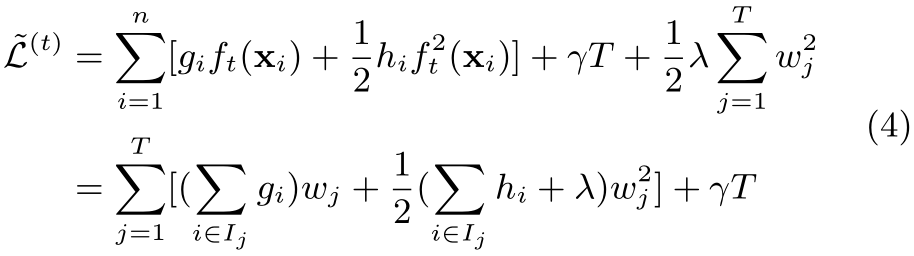 $$\tilde{\mathcal{L}}^{(t)} = \sum_{i=1}^{n} [g_i f_t(\mathbf{x}_i) + \frac{1}{2} h_i f_t^2(\mathbf{x}_i)] + \gamma T + \frac{1}{2} \lambda \sum_{j=1}^{T} w_j^2$$
$$= \sum_{j=1}^{T} [(\sum_{i \in I_j} g_i) w_j + \frac{1}{2} (\sum_{i \in I_j} h_i + \lambda) w_j^2] + \gamma T \quad (4)$$